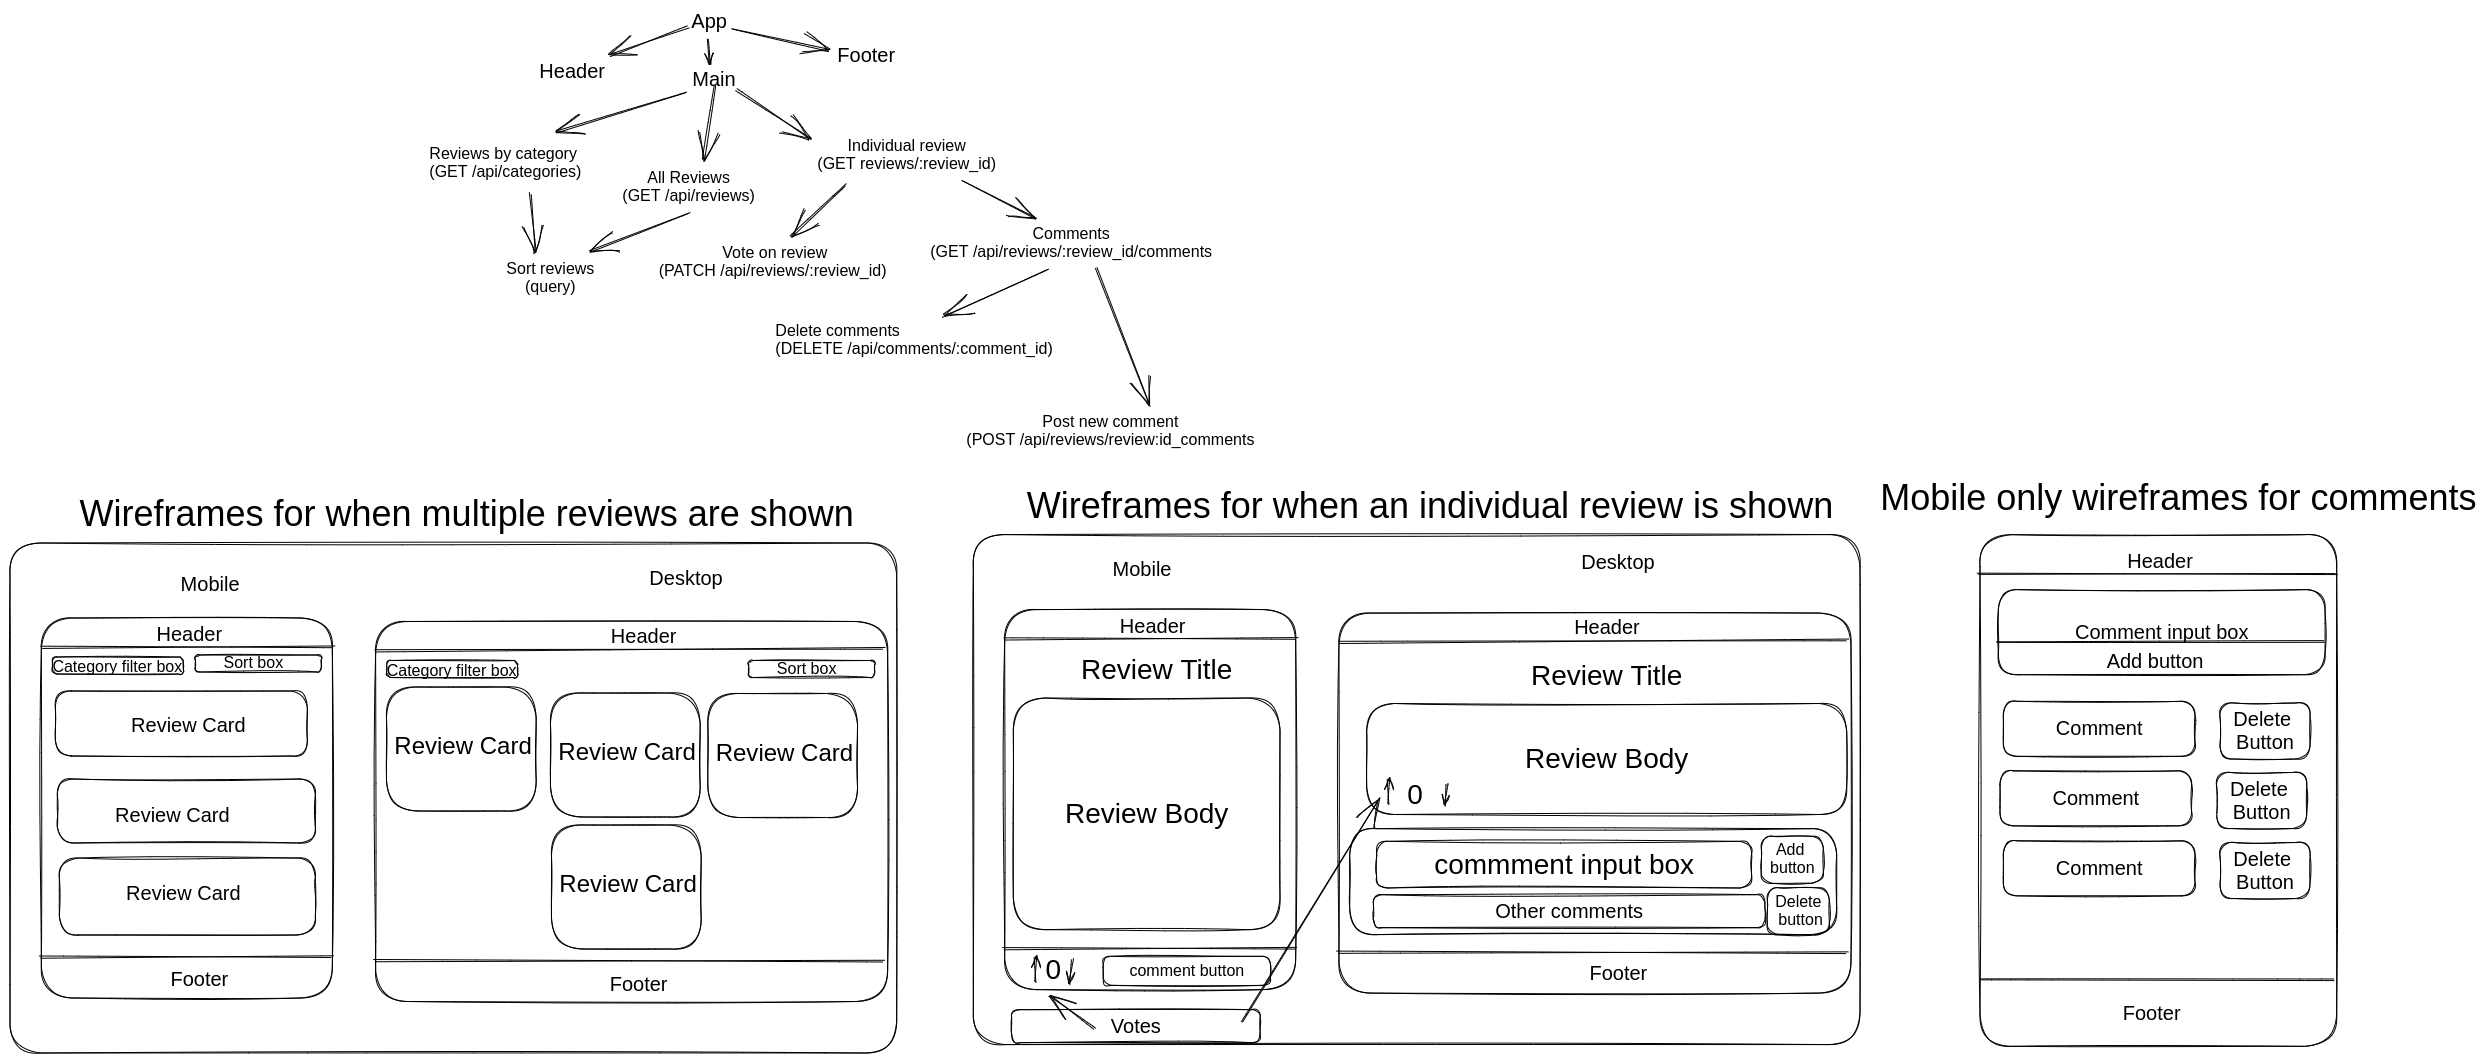 App
Header
Footer
Main
Reviews by category
(GET /api/categories)
All Reviews
(GET /api/reviews)
Individual review
(GET reviews/:review_id)
Sort reviews
(query)
Vote on review
(PATCH /api/reviews/:review_id)
Comments
(GET /api/reviews/:review_id/comments
Delete comments
(DELETE /api/comments/:comment_id)
Post new comment
(POST /api/reviews/review:id_comments
Wireframes for when multiple reviews are shown
Mobile
Header
Category filter box
Sort box
Review Card
Review Card
Review Card
Footer
Desktop
Header
Category filter box
Sort box
Review Card
Review Card
Review Card
Review Card
Footer
Wireframes for when an individual review is shown
Mobile
Header
Review Title
Review Body
0
comment button
Votes
Desktop
Header
Review Title
Review Body
0
commment input box
Add
button
Other comments
Delete
button
Footer
Mobile only wireframes for comments
Header
Comment input box
Add button
Comment
Delete
Button
Comment
Delete
Button
Comment
Delete
Button
Footer